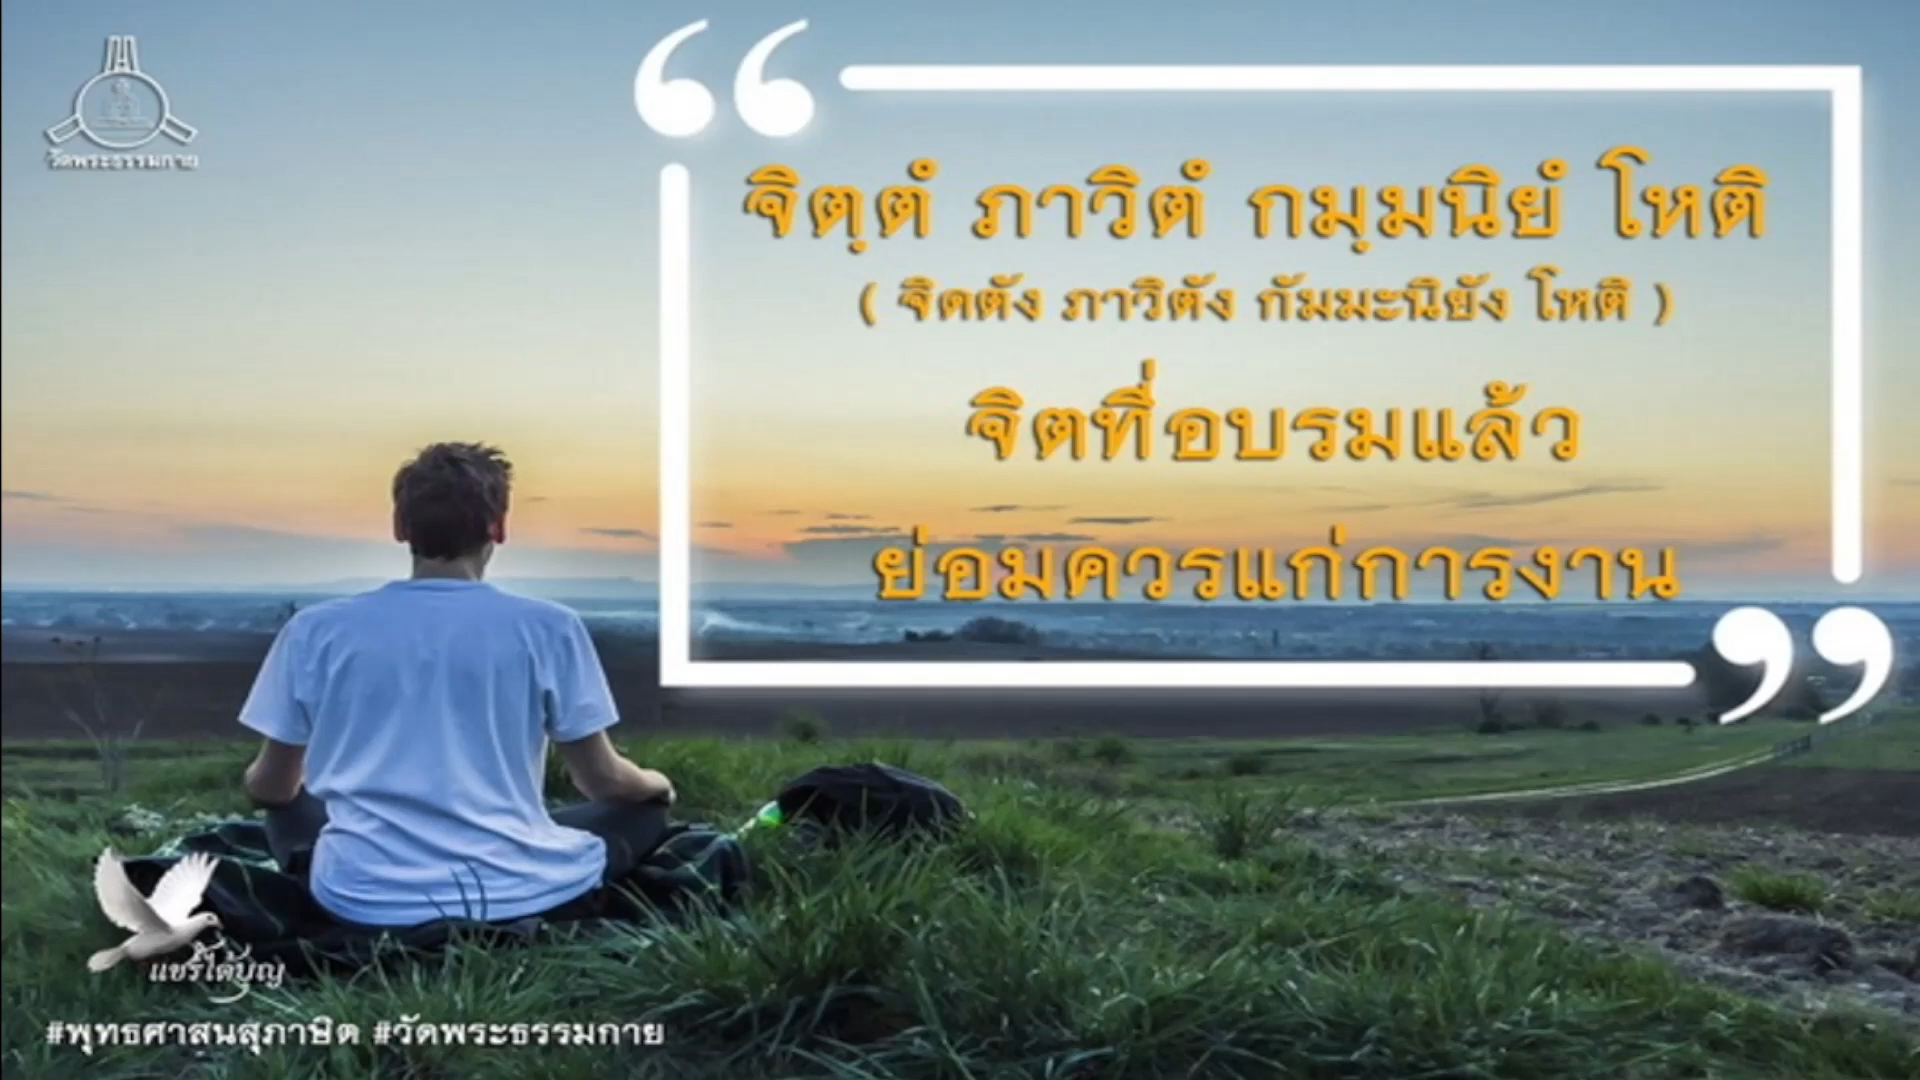 วัดพระธรรมกาย
จิตฺตํ ภาวิตํ กมฺมนิยํ โหติ
( จิดตัง ภาวิตัง กัมมะนิยัง โหติ )
จิตที่อบรมแล้ว
ย่อมควรแก่การงาน
แชร์ได้บุญ
#พุทธศาสนสุภาษิต #วัดพระธรรมกาย